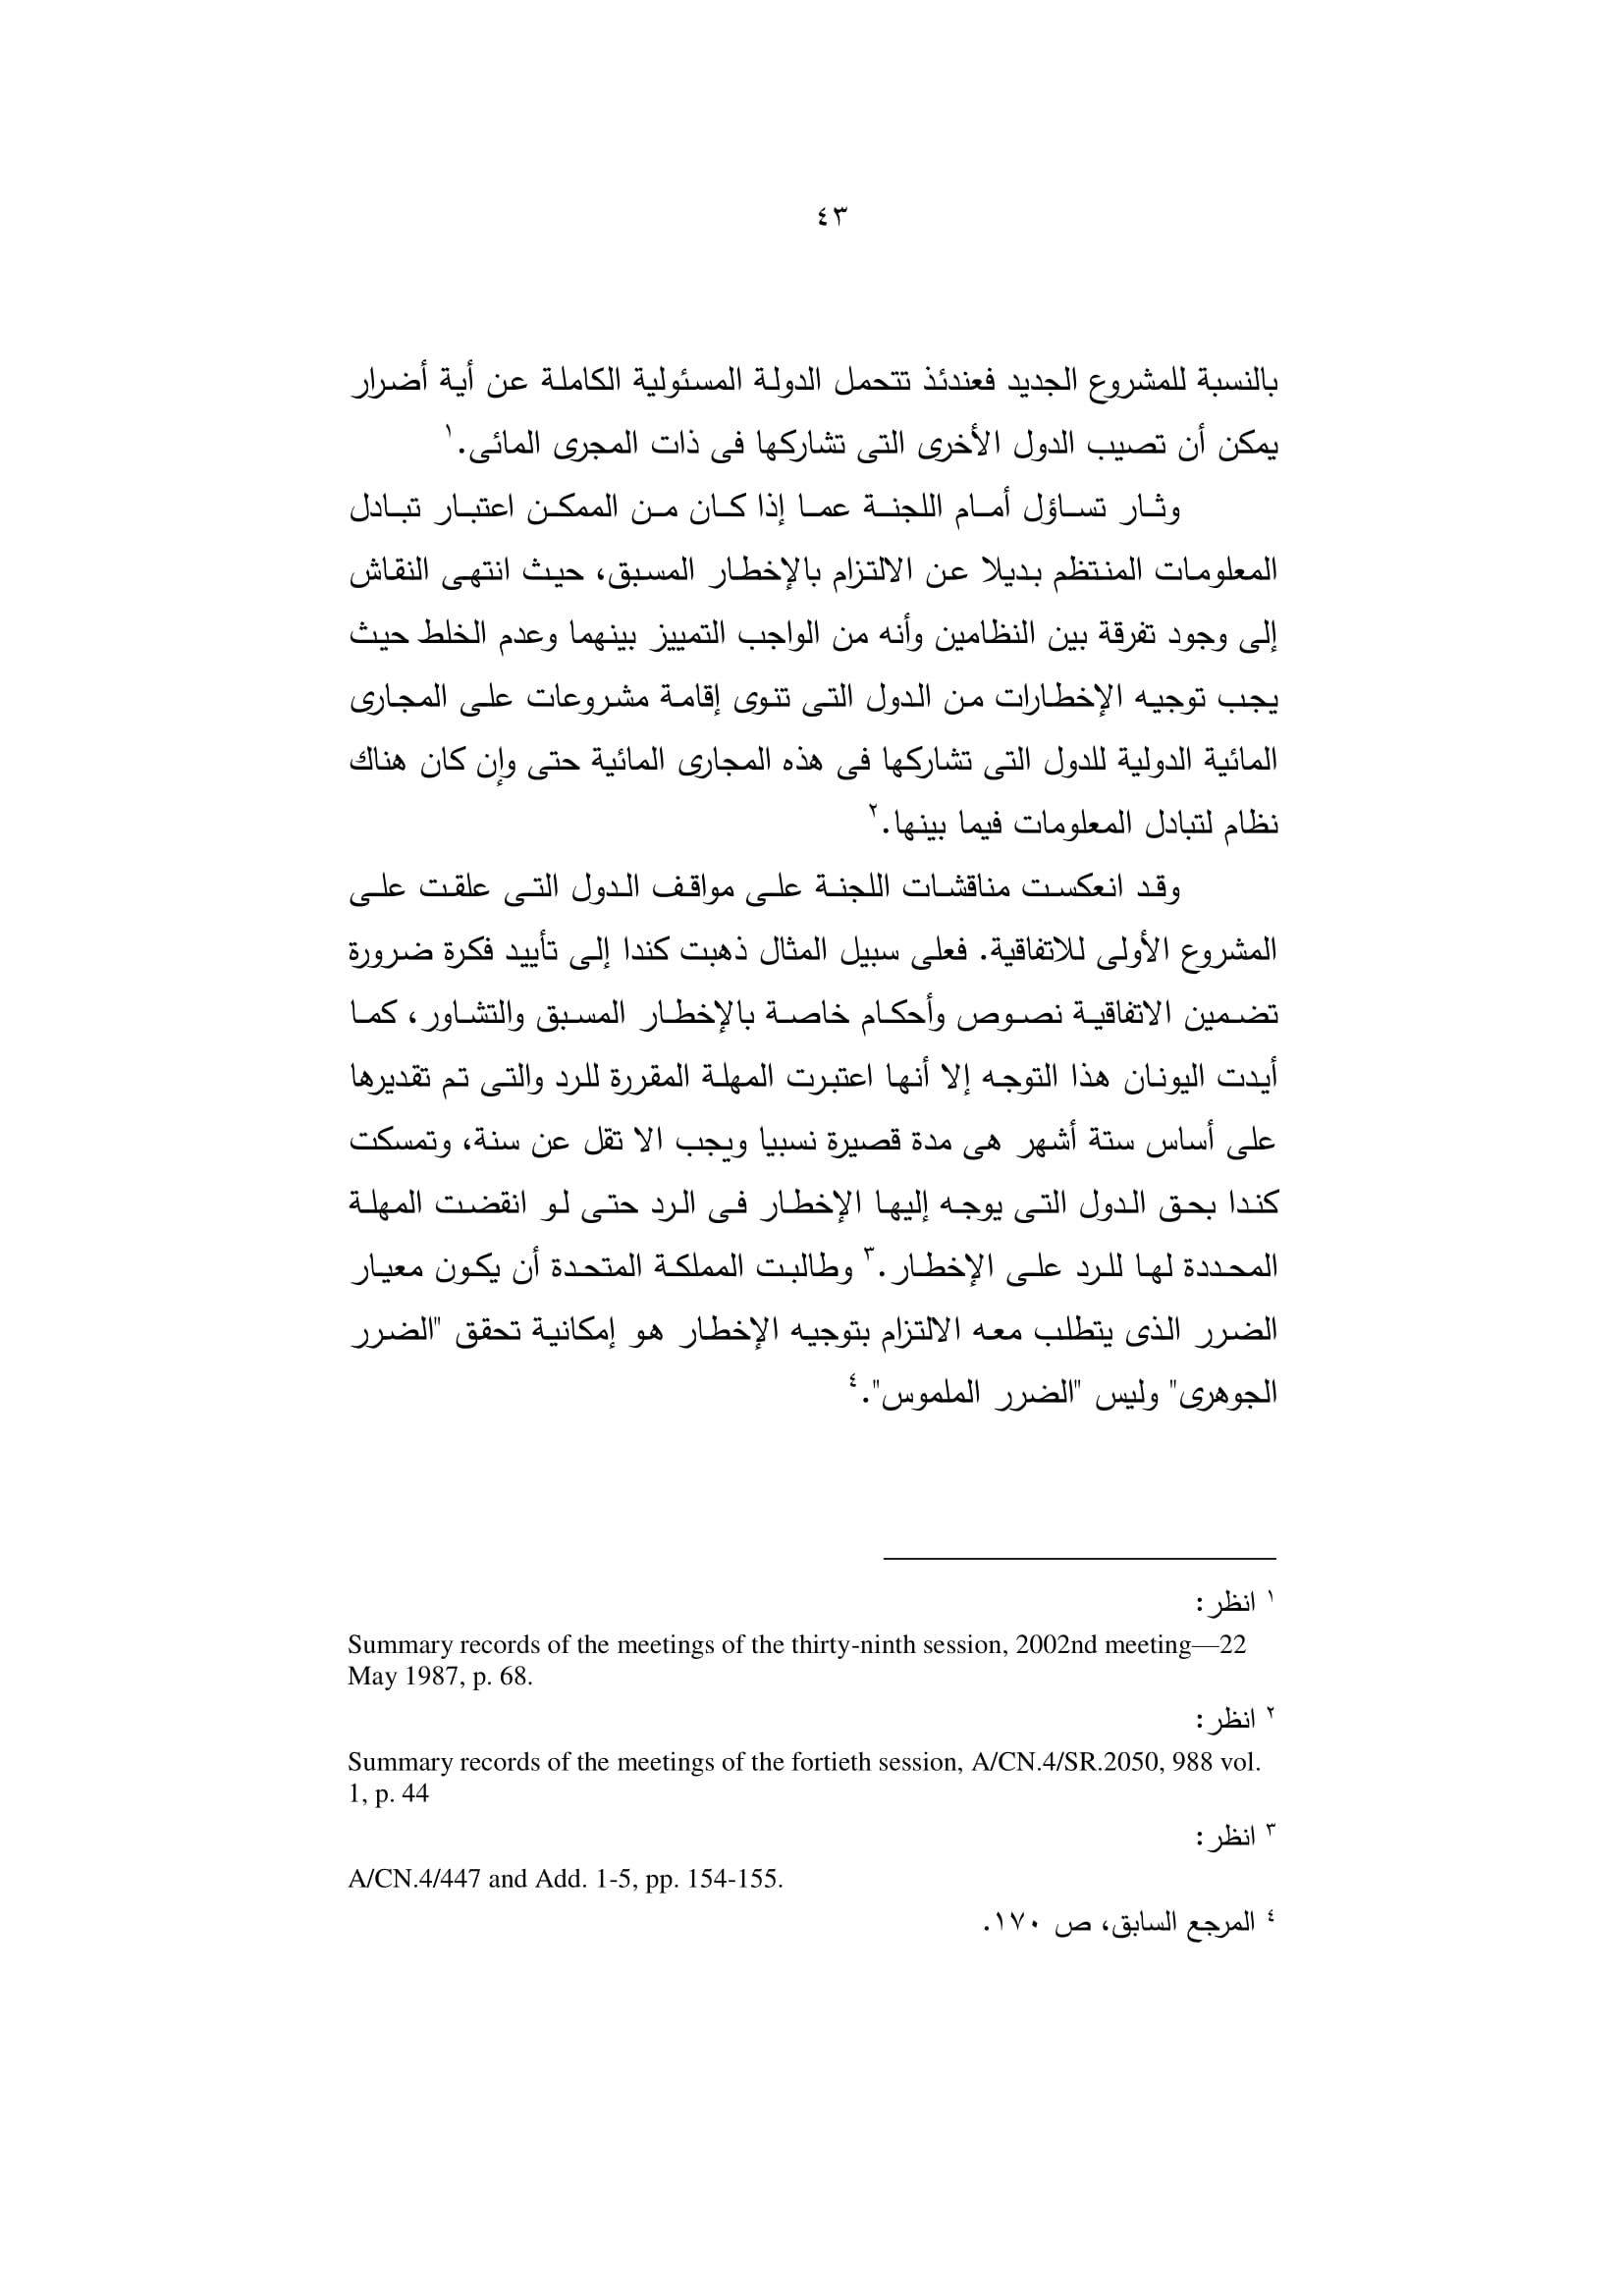 ٤٣
بالنسبة للمشروع الجديد فعندئذ تتحمل الدولة المسئولية الكاملة عن أية أضرار
يمكن أن تصيب الدول الأخرى التى تشاركها فى ذات المجرى المائى.١
وثار تساؤل أمام اللجنة عما إذا كان من الممكن اعتبار تبادل
المعلومات المنتظم بديلا عن الالتزام بالإخطار المسبق، حيث انتهى النقاش
إلى وجود تفرقة بين النظامين وأنه من الواجب التمييز بينهما وعدم الخلط حيث
يجب توجيه الإخطارات من الدول التى تنوى إقامة مشروعات على المجارى
المائية الدولية للدول التى تشاركها فى هذه المجارى المائية حتى وإن كان هناك
نظام لتبادل المعلومات فيما بينها.٢
وقد انعكست مناقشات اللجنة على مواقف الدول التى علقت على
المشروع الأولى للاتفاقية. فعلى سبيل المثال ذهبت كندا إلى تأييد فكرة ضرورة
تضمين الاتفاقية نصوص وأحكام خاصة بالإخطار المسبق والتشاور، كما
أيدت اليونان هذا التوجه إلا أنها اعتبرت المهلة المقررة للرد والتى تم تقديرها
على أساس ستة أشهر هى مدة قصيرة نسبيا ويجب الا تقل عن سنة، وتمسكت
كندا بحق الدول التى يوجه إليها الإخطار فى الرد حتى لو انقضت المهلة
المحددة لها للرد على الإخطار.٣ وطالبت المملكة المتحدة أن يكون معيار
الضرر الذى يتطلب معه الالتزام بتوجيه الإخطار هو إمكانية تحقق "الضرر
الجوهرى" وليس "الضرر الملموس".٤
١ انظر:
Summary records of the meetings of the thirty-ninth session, 2002nd meeting—22
May 1987, p. 68.
٢ انظر:
Summary records of the meetings of the fortieth session, A/CN.4/SR.2050, 988 vol.
1, p. 44
٣ انظر:
A/CN.4/447 and Add. 1-5, pp. 154-155.
٤ المرجع السابق، ص ١٧٠.